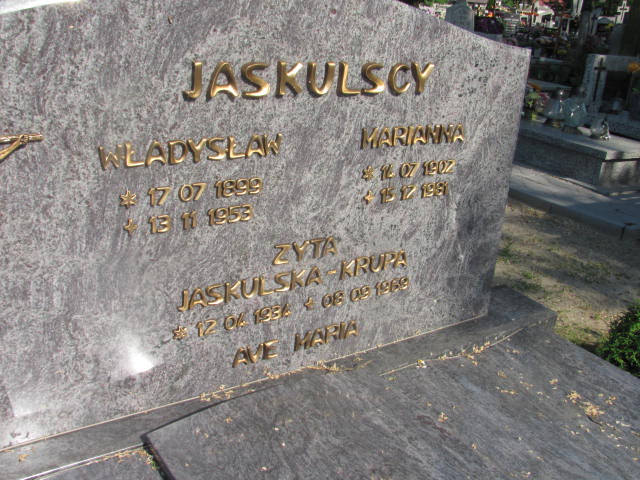 JASKULSCY
WŁADYSŁAW
* 17 07 1899
+ 13 11 1953
MARIANNA
* 14 07 1902
+ 15 12 1981
ZYTA
JASKULSKA-KRUPA
* 12 04 1934 + 08 09 1969
AVE MARIA